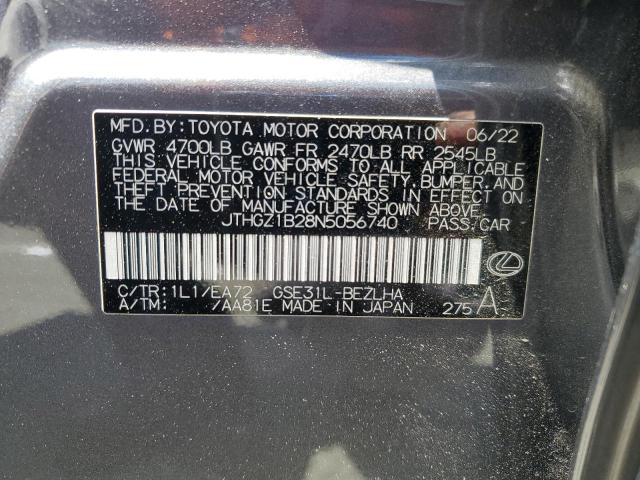 MFD.BY:TOYOTA MOTOR CORPORATION 06/22
GVWR 4700LB GAWR FR 2470LB RR 2545LB
THIS VEHICLE CONFORMS TO ALL APPLICABLE
FEDERAL MOTOR VEHICLE SAFETY,BUMPER,AND
THEFT PREVENTION STANDARDS IN EFFECT ON
THE DATE OF MANUFACTURE SHOWN ABOVE.
JTHGZ1B28N5056740 PASS.CAR
C/TR:1L1/EA72 GSE31L-BEZLHA
A/TM: /AA81E MADE IN JAPAN 275 A